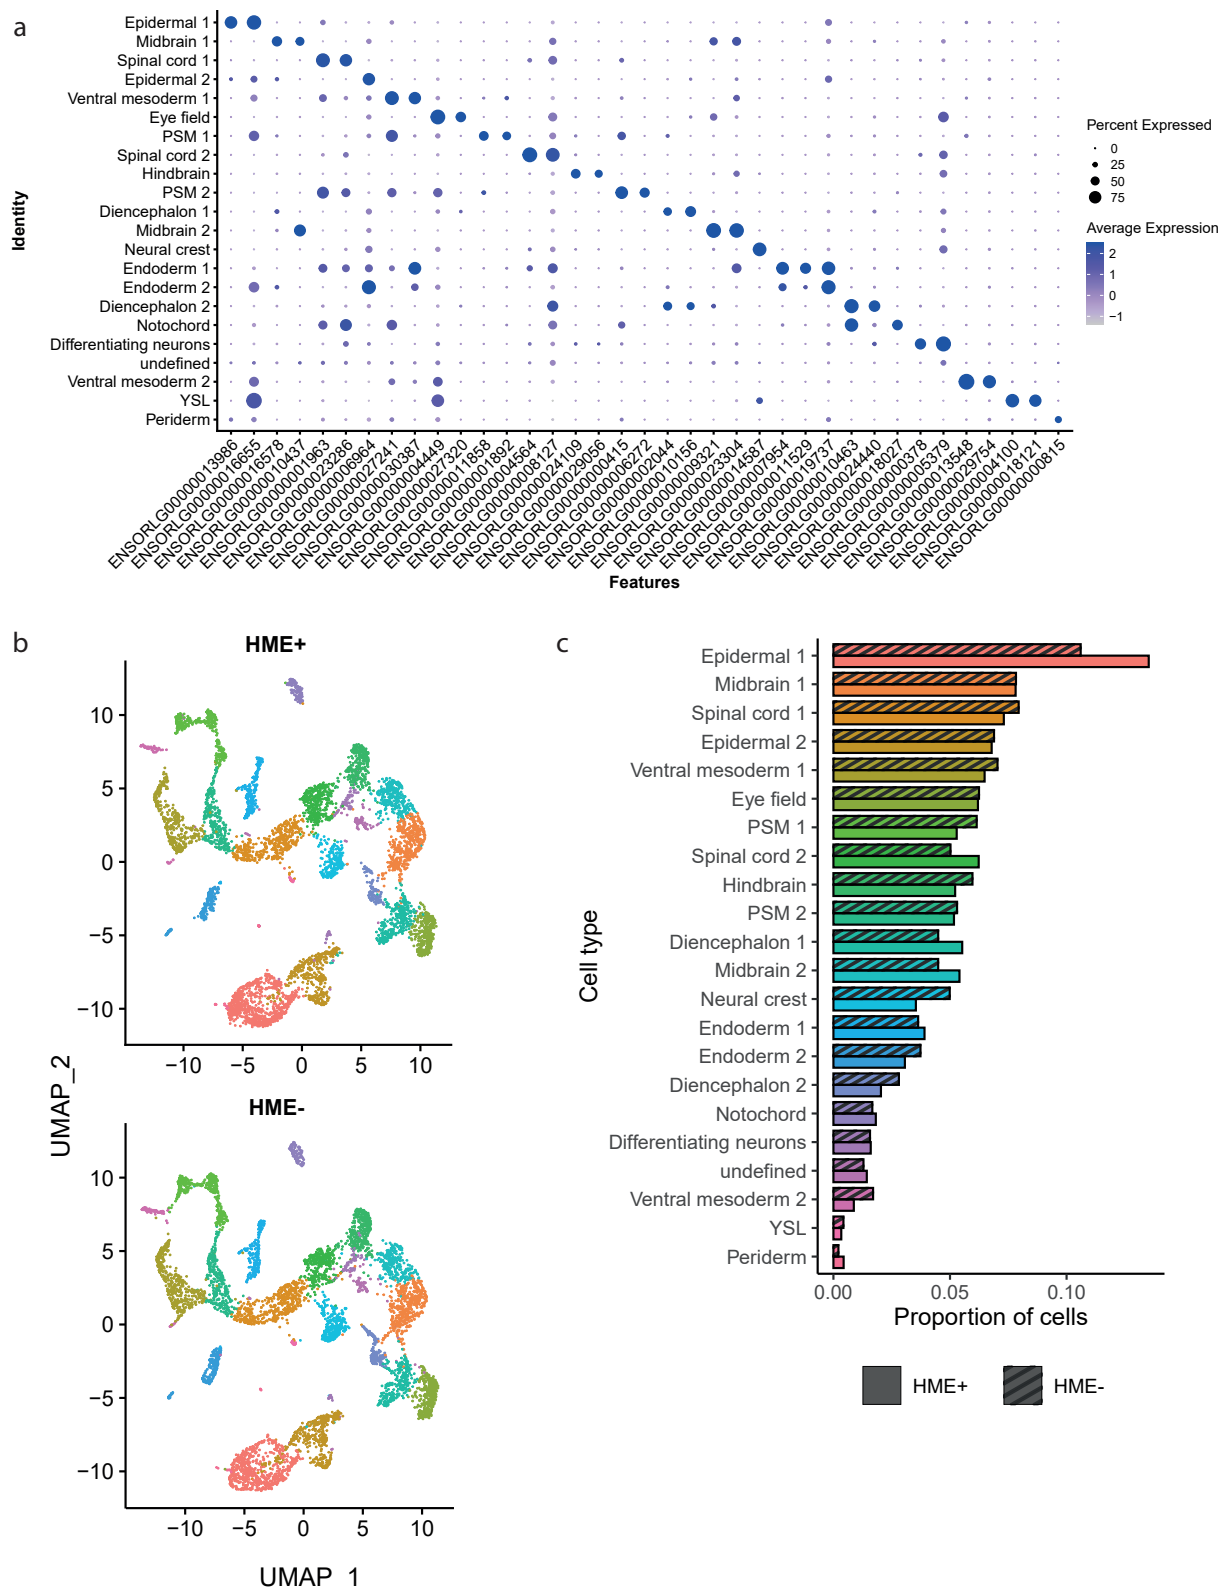 a
Epidermal 1
Midbrain 1
Spinal cord 1
Epidermal 2
Ventral mesoderm 1
Eye field
PSM 1
Spinal cord 2
Hindbrain
PSM 2
Diencephalon 1
Midbrain 2
Neural crest
Endoderm 1
Endoderm 2
Diencephalon 2
Notochord
Differentiating neurons
undefined
Ventral mesoderm 2
YSL
Periderm
Identity
ENSORLG00000013986
ENSORLG00000016655
ENSORLG00000016578
ENSORLG00000010437
ENSORLG00000001963
ENSORLG00000023286
ENSORLG00000006964
ENSORLG00000027241
ENSORLG00000030387
ENSORLG00000004449
ENSORLG00000027320
ENSORLG00000011858
ENSORLG00000001892
ENSORLG00000004564
ENSORLG00000008127
ENSORLG00000024109
ENSORLG00000029056
ENSORLG00000000415
ENSORLG00000006272
ENSORLG00000002044
ENSORLG00000010156
ENSORLG00000009321
ENSORLG00000023304
ENSORLG00000014587
ENSORLG00000007954
ENSORLG00000011529
ENSORLG00000019737
ENSORLG00000010463
ENSORLG00000024440
ENSORLG00000018027
ENSORLG00000000378
ENSORLG00000005379
ENSORLG00000013548
ENSORLG00000029754
ENSORLG00000004100
ENSORLG00000018121
ENSORLG00000000815
Features
Percent Expressed
0
25
50
75
Average Expression
2
1
0
−1
b
HME+
10
5
0
−5
−10
−10 −5 0 5 10
HME-
10
5
0
−5
−10
−10 −5 0 5 10
UMAP_2
UMAP_1
c
Epidermal 1
Midbrain 1
Spinal cord 1
Epidermal 2
Ventral mesoderm 1
Eye field
PSM 1
Spinal cord 2
Hindbrain
PSM 2
Diencephalon 1
Midbrain 2
Neural crest
Endoderm 1
Endoderm 2
Diencephalon 2
Notochord
Differentiating neurons
undefined
Ventral mesoderm 2
YSL
Periderm
Cell type
0.00 0.05 0.10
Proportion of cells
HME+ HME-